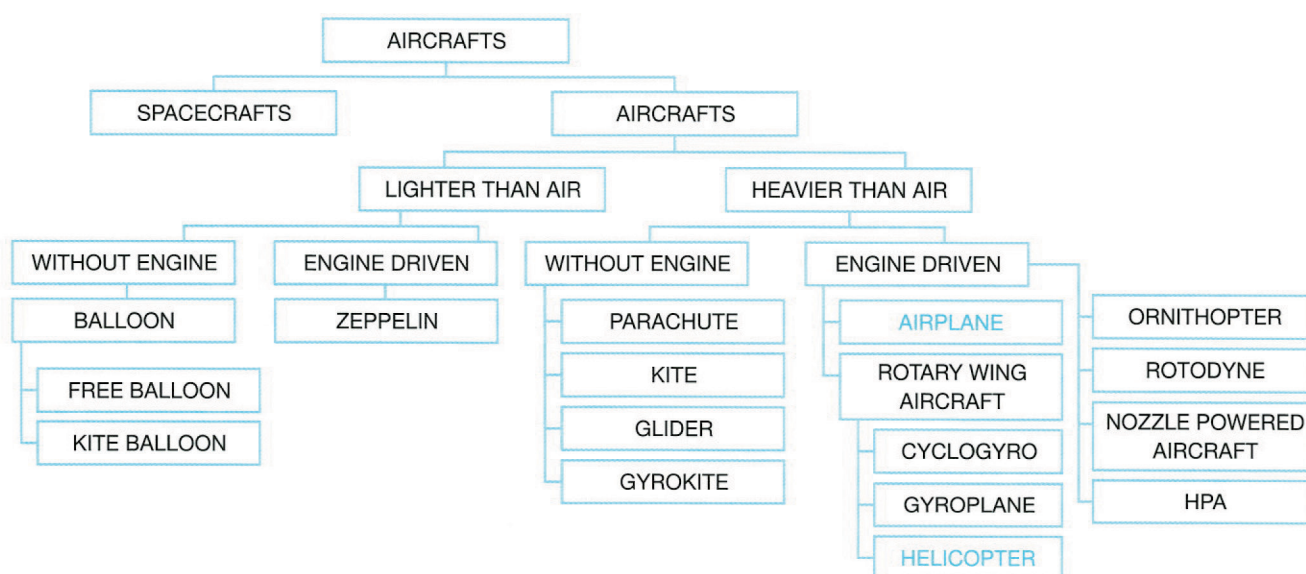 AIRCRAFTS
SPACECRAFTS
AIRCRAFTS
LIGHTER THAN AIR
HEAVIER THAN AIR
WITHOUT ENGINE
ENGINE DRIVEN
WITHOUT ENGINE
ENGINE DRIVEN
BALLOON
ZEPPELIN
FREE BALLOON
KITE BALLOON
PARACHUTE
KITE
GLIDER
GYROKITE
AIRPLANE
ROTARY WING
AIRCRAFT
CYCLOGYRO
GYROPLANE
HELICOPTER
ORNITHOPTER
ROTODYNE
NOZZLE POWERED
AIRCRAFT
HPA